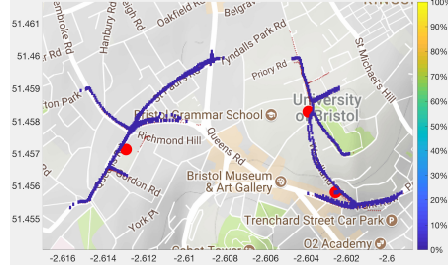 Hanbury Rd
Oakfield
Belgra
Tyndalls Park Rd
Priory Rd
St Michael's Hill
University
of Bristol
Bristol Grammar School
Richmond Hill
Queens Rd
Gordon Rd
York P
Bristol Museum
& Art Gallery
Trenchard Street Car Park
O2 Academy
51.461
51.46
51.459
51.458
51.457
51.456
51.455
-2.616
-2.614
-2.612
-2.61
-2.608
-2.606
-2.604
-2.602
-2.6
100%
90%
80%
70%
60%
50%
40%
30%
20%
10%
0%